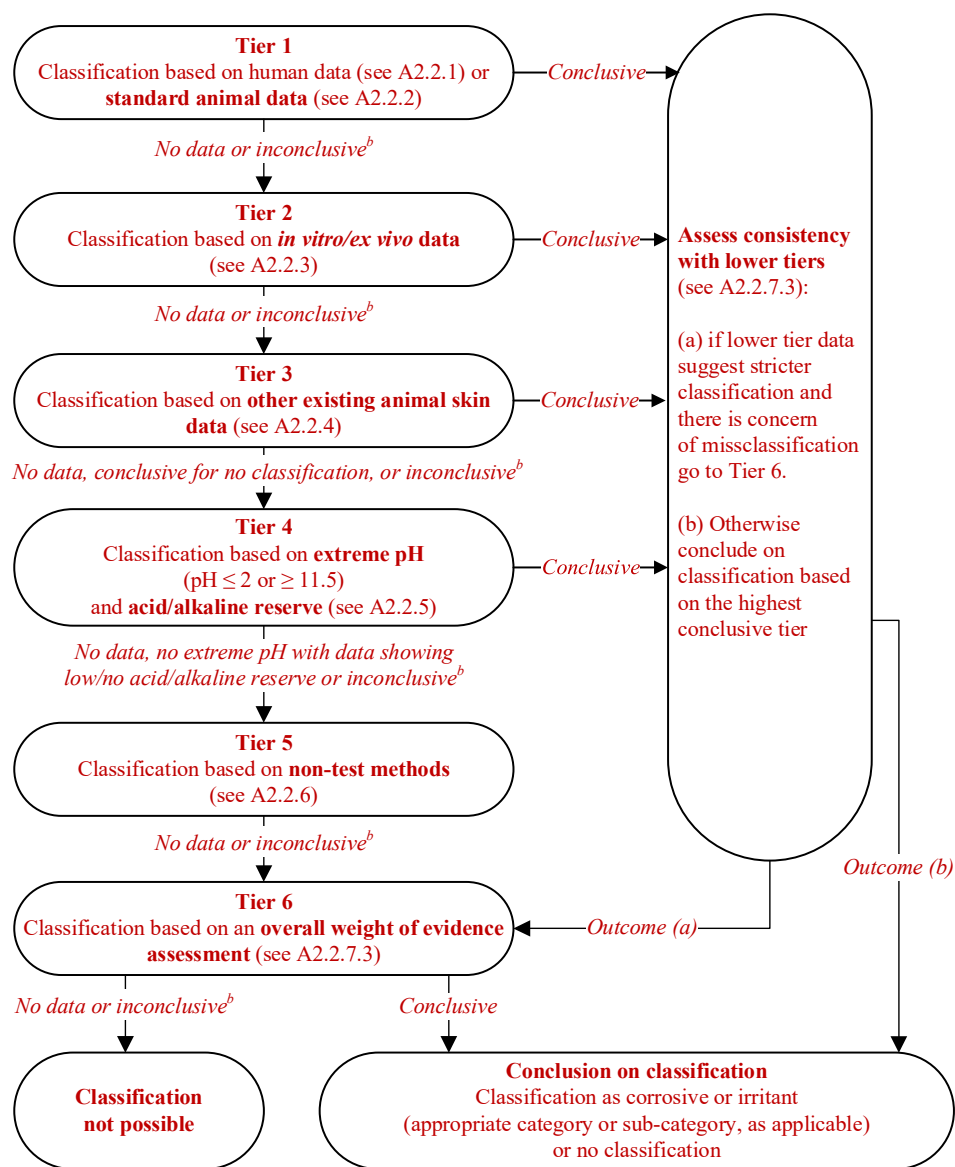 Tier 1
Classification based on human data (see A2.2.1) or
standard animal data (see A2.2.2)
Conclusive
No data or inconclusiveᵇ
Tier 2
Classification based on in vitro/ex vivo data
(see A2.2.3)
Conclusive
No data or inconclusiveᵇ
Tier 3
Classification based on other existing animal skin
data (see A2.2.4)
Conclusive
No data, conclusive for no classification, or inconclusiveᵇ
Tier 4
Classification based on extreme pH
(pH ≤ 2 or ≥ 11.5)
and acid/alkaline reserve (see A2.2.5)
Conclusive
No data, no extreme pH with data showing
low/no acid/alkaline reserve or inconclusiveᵇ
Tier 5
Classification based on non-test methods
(see A2.2.6)
No data or inconclusiveᵇ
Assess consistency
with lower tiers
(see A2.2.7.3):
(a) if lower tier data
suggest stricter
classification and
there is concern
of missclassification
go to Tier 6.
(b) Otherwise
conclude on
classification based
on the highest
conclusive tier
Outcome (b)
Outcome (a)
Tier 6
Classification based on an overall weight of evidence
assessment (see A2.2.7.3)
No data or inconclusiveᵇ
Conclusive
Classification
not possible
Conclusion on classification
Classification as corrosive or irritant
(appropriate category or sub-category, as applicable)
or no classification